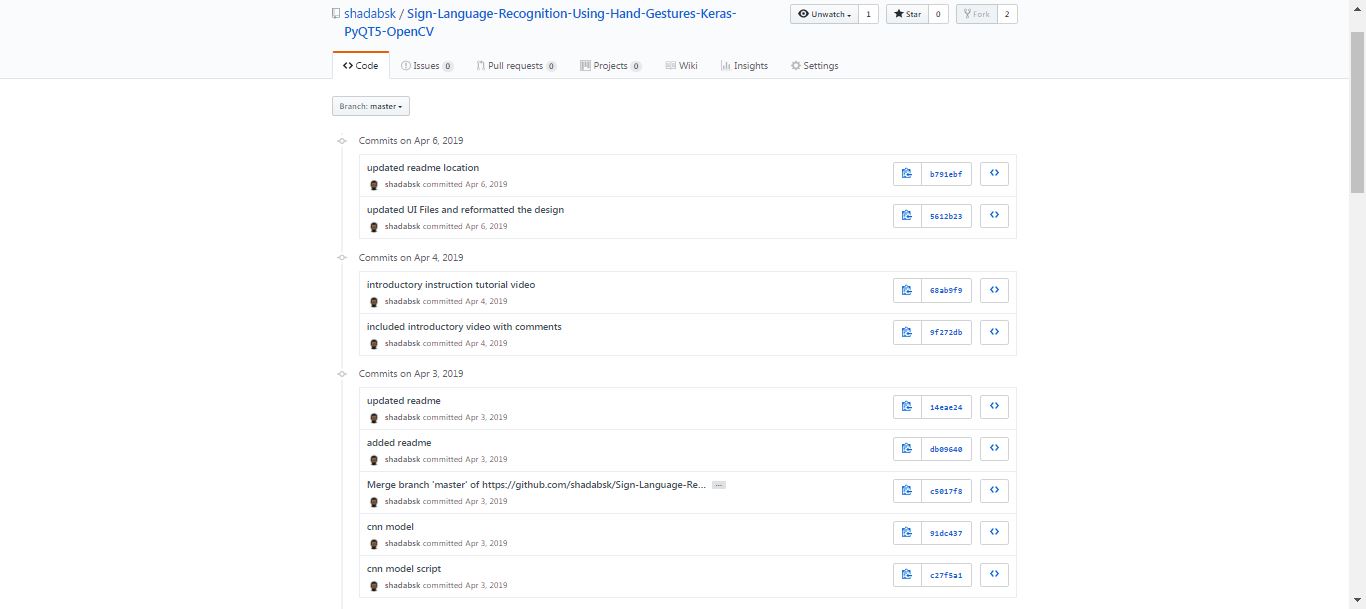 shadabsk / Sign-Language-Recognition-Using-Hand-Gestures-Keras-
PyQT5-OpenCV
Unwatch 1 Star 0 Fork 2
Code Issues 0 Pull requests 0 Projects 0 Wiki Insights Settings
Branch: master
Commits on Apr 6, 2019
updated readme location
shadabsk committed Apr 6, 2019
b791ebf
updated UI Files and reformatted the design
shadabsk committed Apr 6, 2019
5612b23
Commits on Apr 4, 2019
introductory instruction tutorial video
shadabsk committed Apr 4, 2019
68ab9f9
included introductory video with comments
shadabsk committed Apr 4, 2019
9f272db
Commits on Apr 3, 2019
updated readme
shadabsk committed Apr 3, 2019
14eae24
added readme
shadabsk committed Apr 3, 2019
db09640
Merge branch 'master' of https://github.com/shadabsk/Sign-Language-Re... …
shadabsk committed Apr 3, 2019
c5017f8
cnn model
shadabsk committed Apr 3, 2019
91dc437
cnn model script
shadabsk committed Apr 3, 2019
c27f5a1